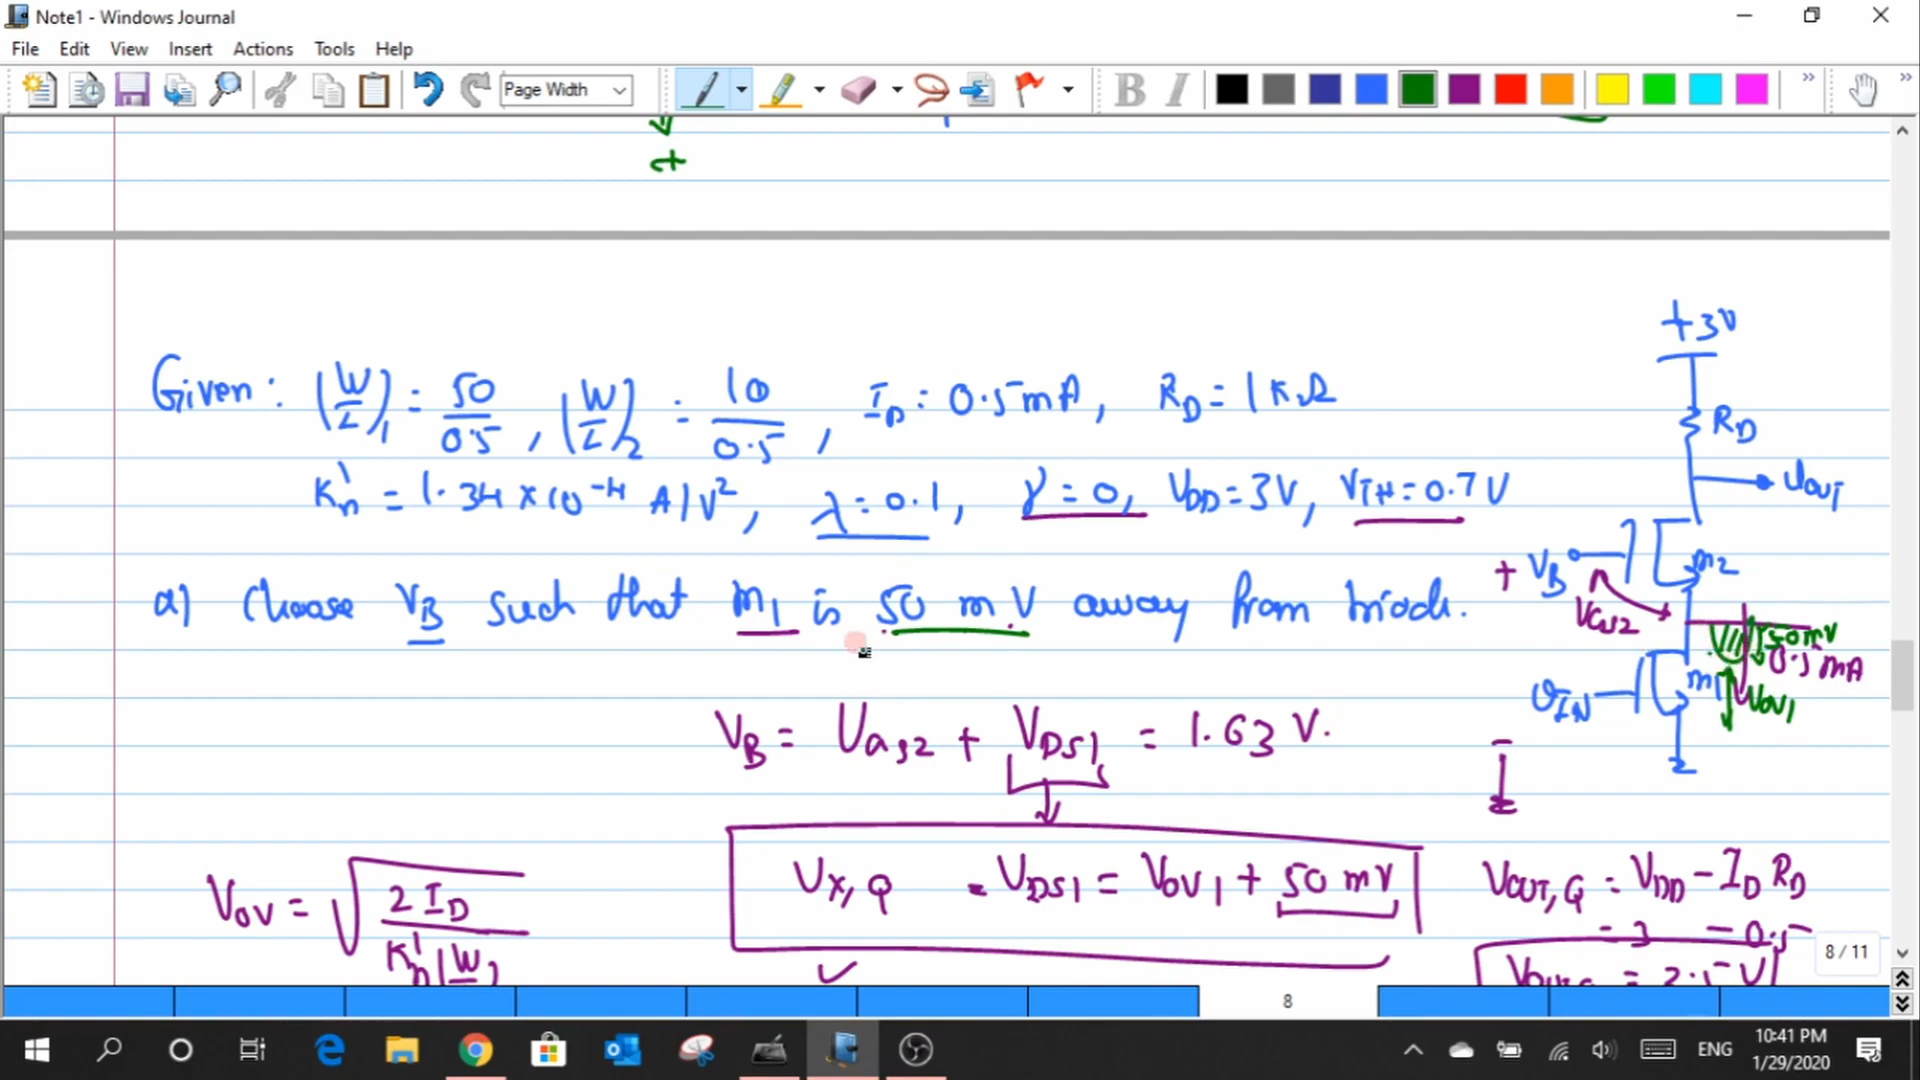 Note1 - Windows Journal
File Edit View Insert Actions Tools Help
Page Width
B I
Given: (W/L)1 = 50/0.5, (W/L)2 = 10/0.5, ID = 0.5mA, RD = 1KΩ
Kn' = 1.34 x 10^-4 A/V², λ = 0.1, γ = 0, VDD = 3V, VTH = 0.7V
a) Choose VB such that M1 is 50 mV away from triode.
+3V
RD
VOUT
+ VB
M2
VGS2
50mV
0.5mA
M1
VOV1
VIN
VB = VGS2 + VDS1 = 1.63 V.
VX,Q = VDS1 = VOV1 + 50 mV
VOV = √(2 ID / Kn' (W
VOUT,Q = VDD - ID RD
= 3 - 0.5
= 2.5 V
8 / 11
8
ENG
10:41 PM
1/29/2020